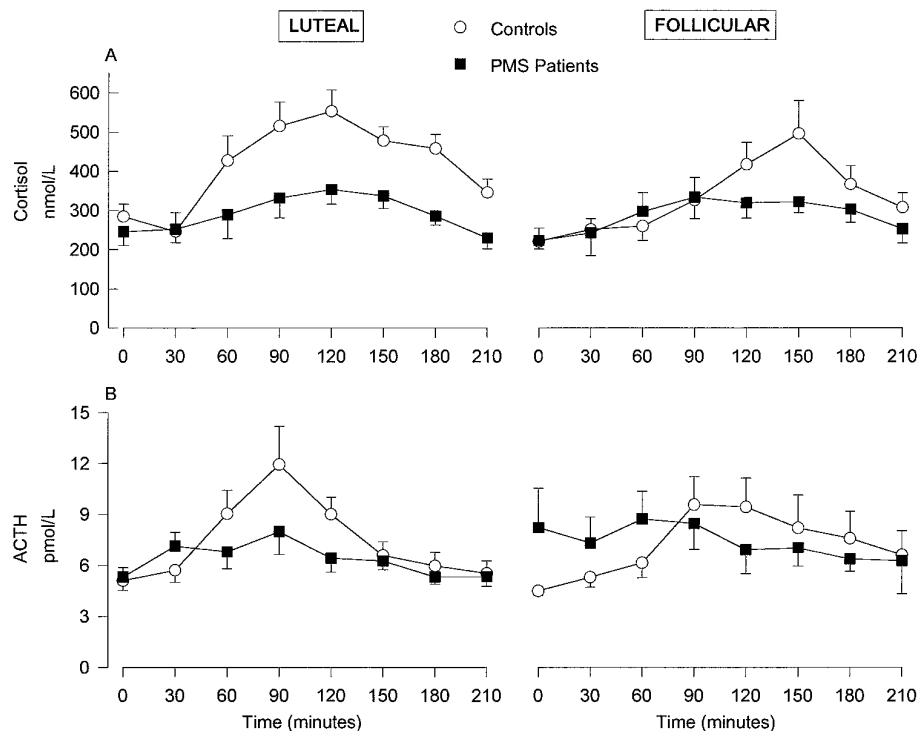 LUTEAL
Controls
FOLLICULAR
PMS Patients
A
Cortisol
nmol/L
600
500
400
300
200
100
0
0 30 60 90 120 150 180 210
0 30 60 90 120 150 180 210
B
ACTH
pmol/L
15
12
9
6
3
0
0 30 60 90 120 150 180 210
0 30 60 90 120 150 180 210
Time (minutes)
Time (minutes)